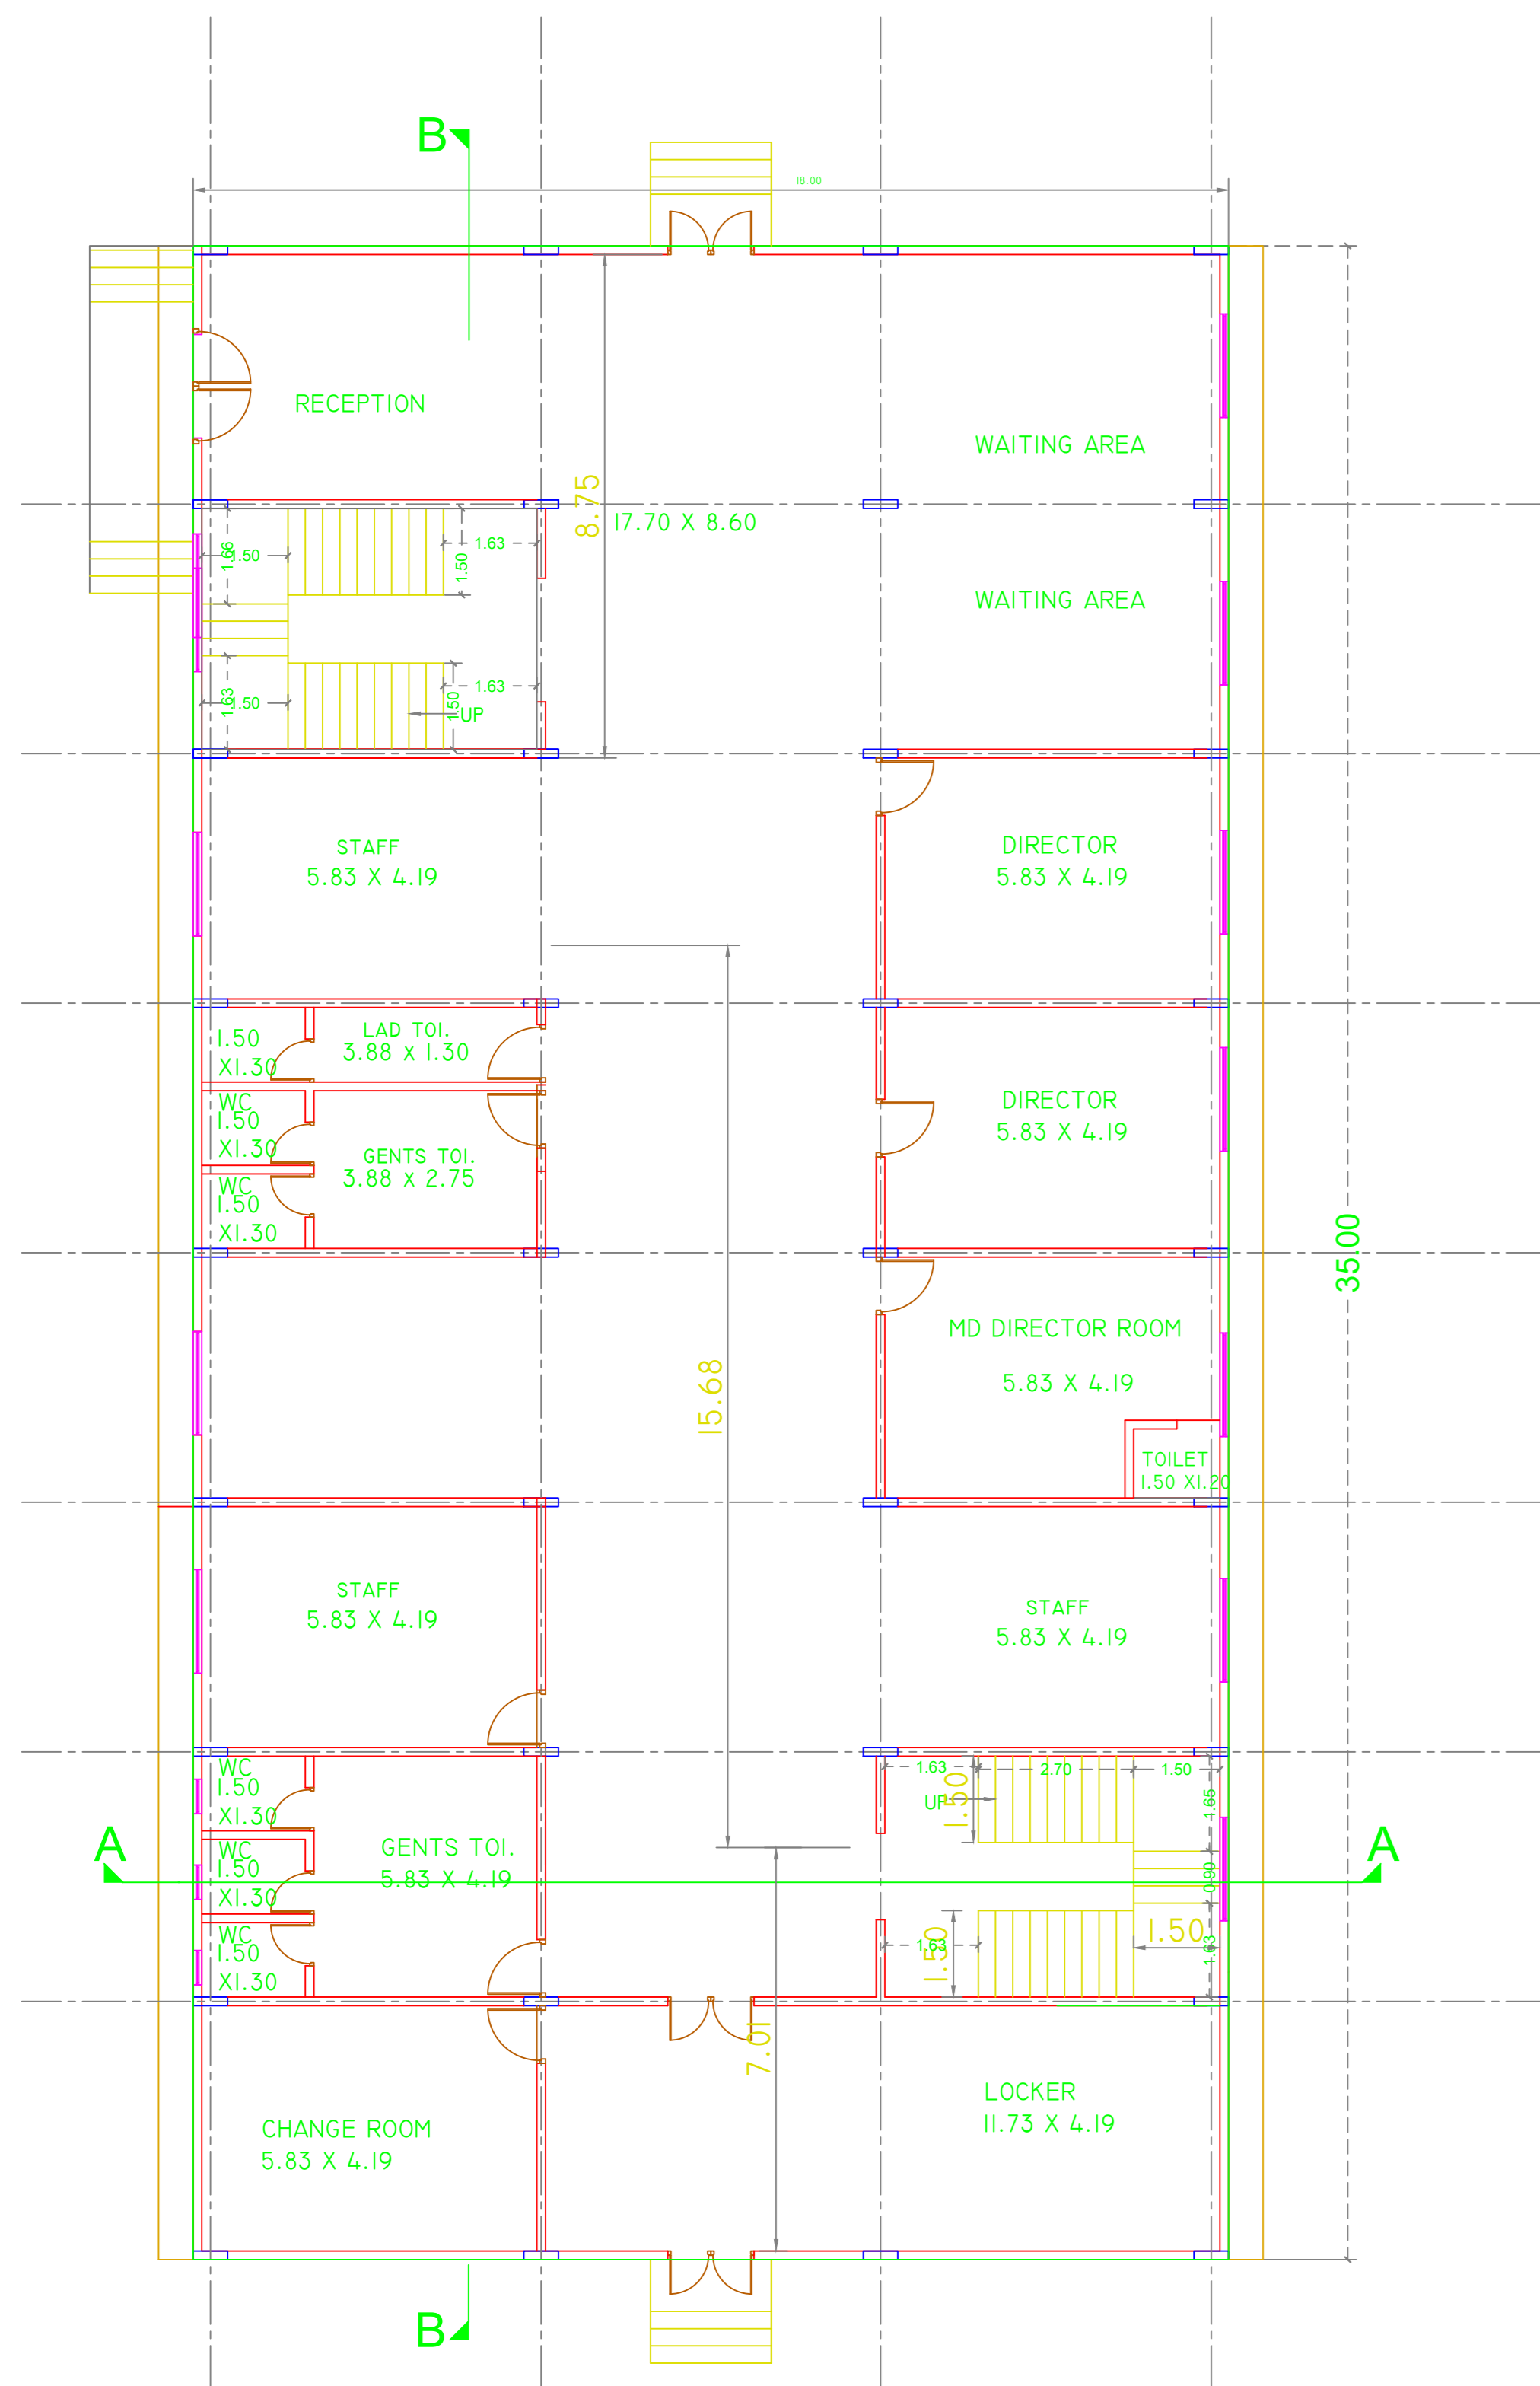 B
18.00
RECEPTION
WAITING AREA
8.75
17.70 X 8.60
1.66
1.50
1.63
1.50
WAITING AREA
1.63
1.50
1.63
1.50
UP
STAFF
5.83 X 4.19
DIRECTOR
5.83 X 4.19
1.50
X1.30
LAD TOI.
3.88 x 1.30
WC
1.50
X1.30
GENTS TOI.
3.88 x 2.75
DIRECTOR
5.83 X 4.19
WC
1.50
X1.30
35.00
MD DIRECTOR ROOM
5.83 X 4.19
15.68
TOILET
1.50 X1.20
STAFF
5.83 X 4.19
STAFF
5.83 X 4.19
WC
1.50
X1.30
1.63
2.70
1.50
UP
1.50
1.65
A
WC
1.50
X1.30
GENTS TOI.
5.83 X 4.19
0.90
A
WC
1.50
X1.30
1.50
1.63
1.50
1.63
7.01
LOCKER
11.73 X 4.19
CHANGE ROOM
5.83 X 4.19
B